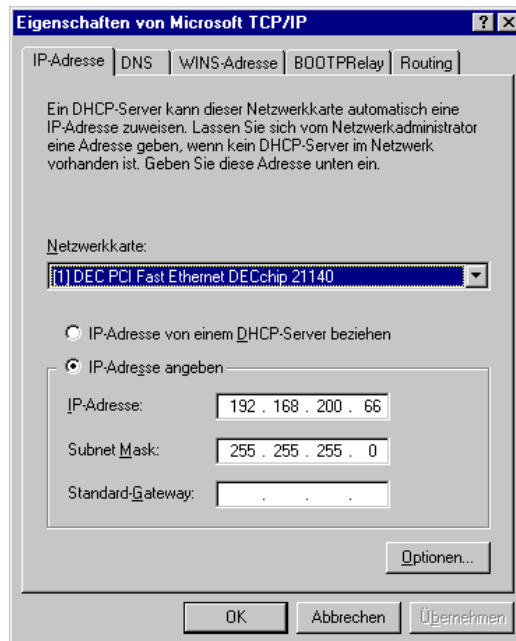 Eigenschaften von Microsoft TCP/IP
IP-Adresse DNS WINS-Adresse BOOTPRelay Routing
Ein DHCP-Server kann dieser Netzwerkkarte automatisch eine
IP-Adresse zuweisen. Lassen Sie sich vom Netzwerkadministrator
eine Adresse geben, wenn kein DHCP-Server im Netzwerk
vorhanden ist. Geben Sie diese Adresse unten ein.
Netzwerkkarte:
[1] DEC PCI Fast Ethernet DECchip 21140
IP-Adresse von einem DHCP-Server beziehen
IP-Adresse angeben
IP-Adresse: 192 . 168 . 200 . 66
Subnet Mask: 255 . 255 . 255 . 0
Standard-Gateway: . . .
Optionen...
OK Abbrechen Übernehmen